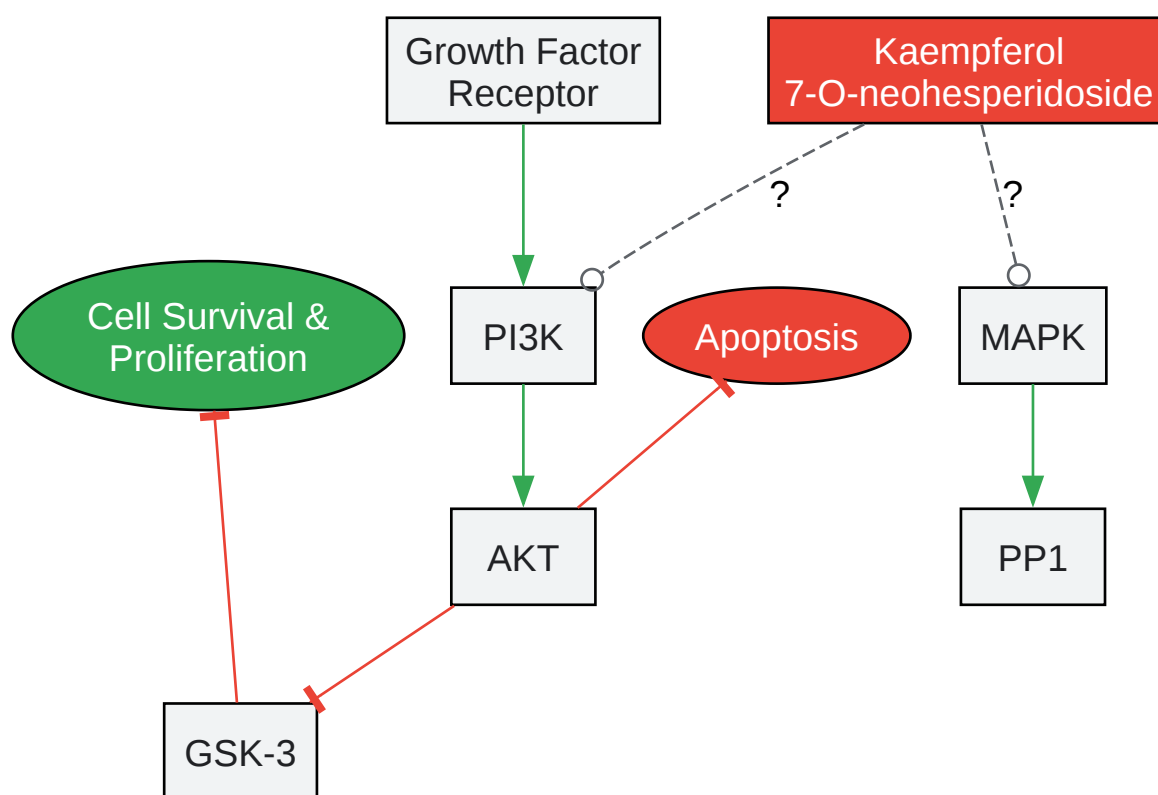 Growth Factor
Receptor
Kaempferol
7-O-neohesperidoside
?
?
Cell Survival &
Proliferation
PI3K
Apoptosis
MAPK
AKT
PP1
GSK-3